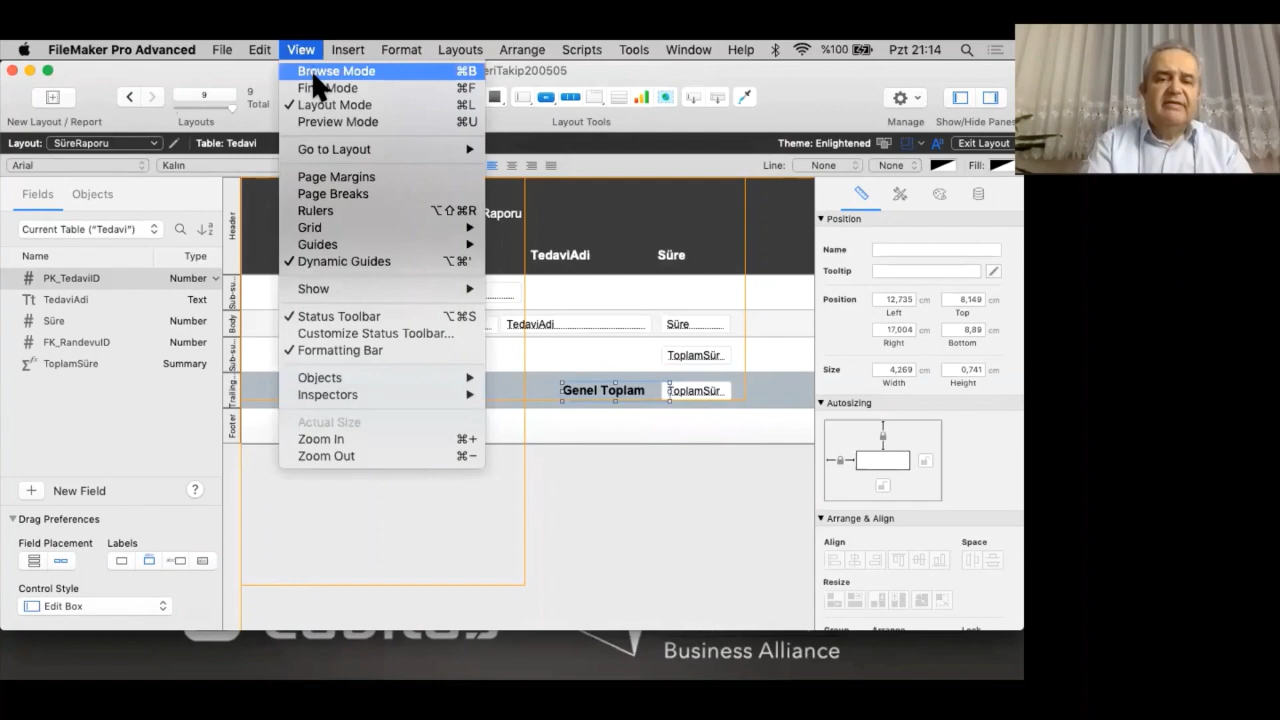 FileMaker Pro Advanced File Edit View Insert Format Layouts Arrange Scripts Tools Window Help %100 Pzt 21:14
eriTakip200505
9 9 Total
New Layout / Report Layouts Layout Tools Manage Show/Hide Panes
Layout: SüreRaporu Table: Tedavi Theme: Enlightened Exit Layout
Arial Kalın Line: None None Fill:
Browse Mode ⌘B
Mode ⌘F
✓ Layout Mode ⌘L
Preview Mode ⌘U
Go to Layout
Page Margins
Page Breaks
Rulers ⌥⇧⌘R
Grid
Guides
✓ Dynamic Guides ⌥⌘'
Show
✓ Status Toolbar ⌥⌘S
Customize Status Toolbar...
✓ Formatting Bar
Objects
Inspectors
Actual Size
Zoom In ⌘+
Zoom Out ⌘−
Fields Objects
Current Table ("Tedavi")
Name Type
PK_TedaviID Number
Tt TedaviAdi Text
Süre Number
FK_RandevuID Number
ToplamSüre Summary
+ New Field ?
Drag Preferences
Field Placement Labels
Control Style
Edit Box
Header
Sub-su...
Body
Sub-su...
Trailing...
Footer
Raporu
TedaviAdi Süre
TedaviAdi Süre
ToplamSür
Genel Toplam ToplamSür
Position
Name
Tooltip
Position 12,735 cm 8,149 cm
Left Top
17,004 cm 8,89 cm
Right Bottom
Size 4,269 cm 0,741 cm
Width Height
Autosizing
Arrange & Align
Align Space
Resize
Business Alliance